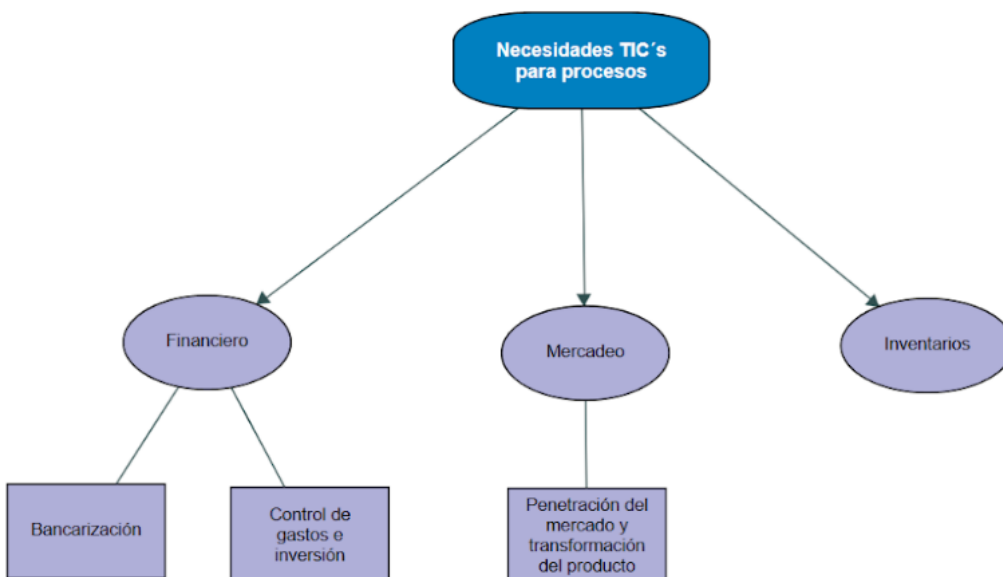 Necesidades TIC´s
para procesos
Financiero
Mercadeo
Inventarios
Bancarización
Control de
gastos e
inversión
Penetración del
mercado y
transformación
del producto